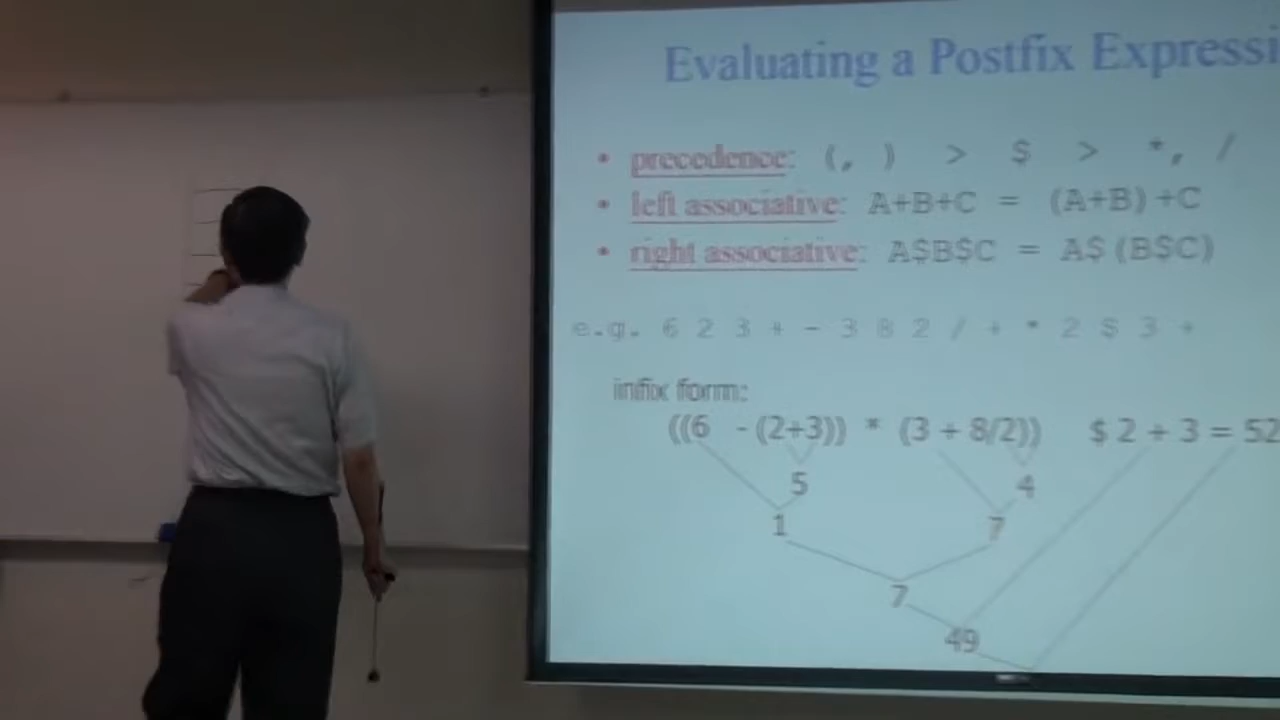 Evaluating a Postfix Expressi
• precedence: (, ) > $ > *, /
• left associative: A+B+C = (A+B)+C
• right associative: A$B$C = A$(B$C)
e.g. 6 2 3 + - 3 8 2 / + * 2 $ 3 +
infix form:
((6 - (2+3)) * (3 + 8/2)) $ 2 + 3 = 52
5 4
1 7
7
49